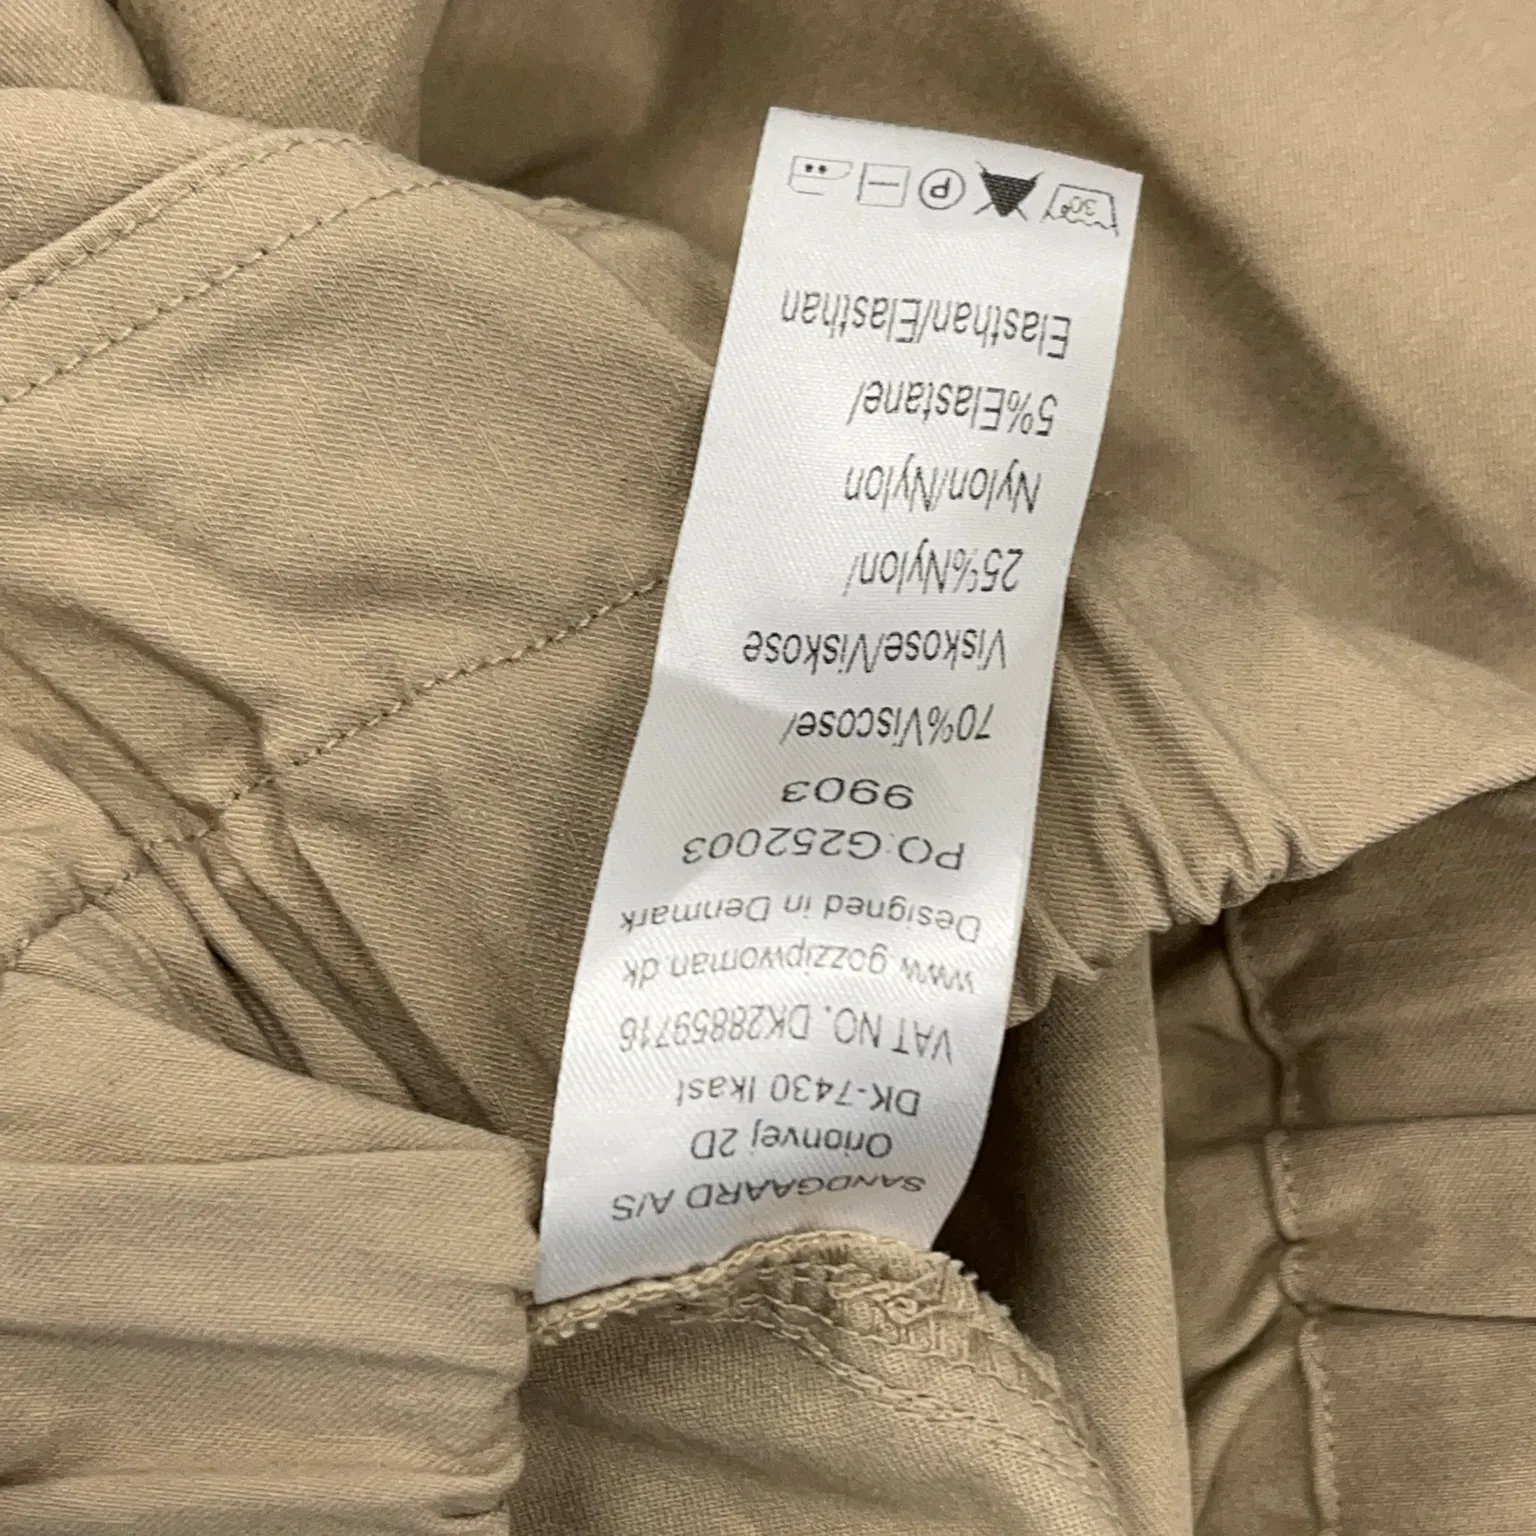 SANDGAARD A/S
Orionvej 2D
DK-7430 Ikast
VAT NO. DK28859716
www.gozzipwoman.dk
Designed in Denmark
PO:G252003
9903
70%Viscose/
Viskose/Viskose
25%Nylon/
Nylon/Nylon
5%Elastane/
Elasthan/Elasthan
30 P